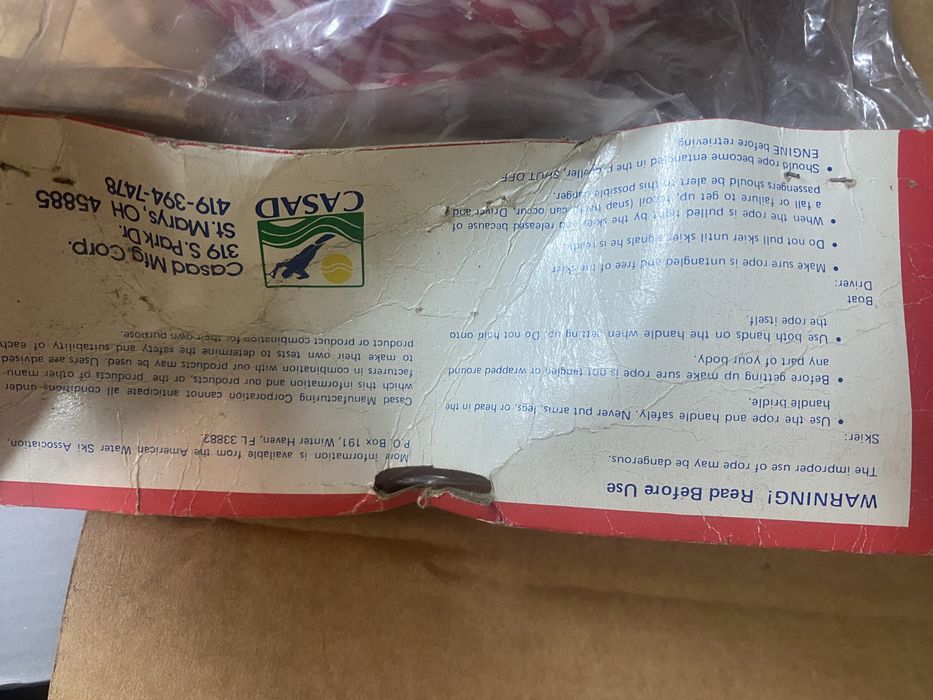 WARNING! Read Before Use
The improper use of rope may be dangerous.
Skier:
• Use the rope and handle safely. Never put arms, legs, or head in the
handle bridle.
• Before getting up make sure rope is not tangled or wrapped around
any part of your body.
• Use both hands on the handle when getting up. Do not hold onto
the rope itself.
Boat
Driver:
• Make sure rope is untangled and free of the skier
• Do not pull skier until skier signals he is ready.
• When the rope is pulled tight by the skier and released because of
a fall or failure to get up, recoil (snap back) can occur. Driver and
passengers should be alert to this possible danger.
• Should rope become entangled in the propeller, SHUT OFF
ENGINE before retrieving
More information is available from the American Water Ski Association,
P.O. Box 191, Winter Haven, FL 33882
Casad Manufacturing Corporation cannot anticipate all conditions under
which this information and our products, or the products of other manu-
facturers in combination with our products may be used. Users are advised
to make their own tests to determine the safety and suitability of each
product or product combination for their own purpose.
CASAD
Casad Mfg. Corp.
319 S. Park Dr.
St. Marys, OH 45885
419-394-7478